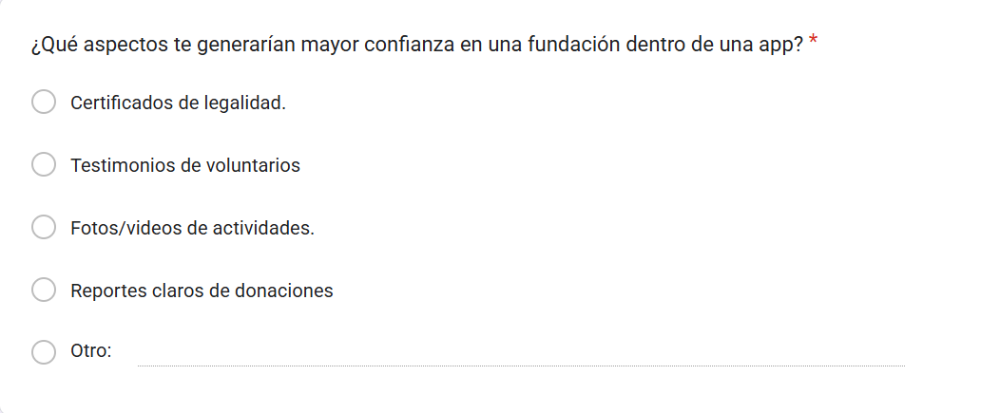 ¿Qué aspectos te generarían mayor confianza en una fundación dentro de una app? *
Certificados de legalidad.
Testimonios de voluntarios
Fotos/videos de actividades.
Reportes claros de donaciones
Otro: